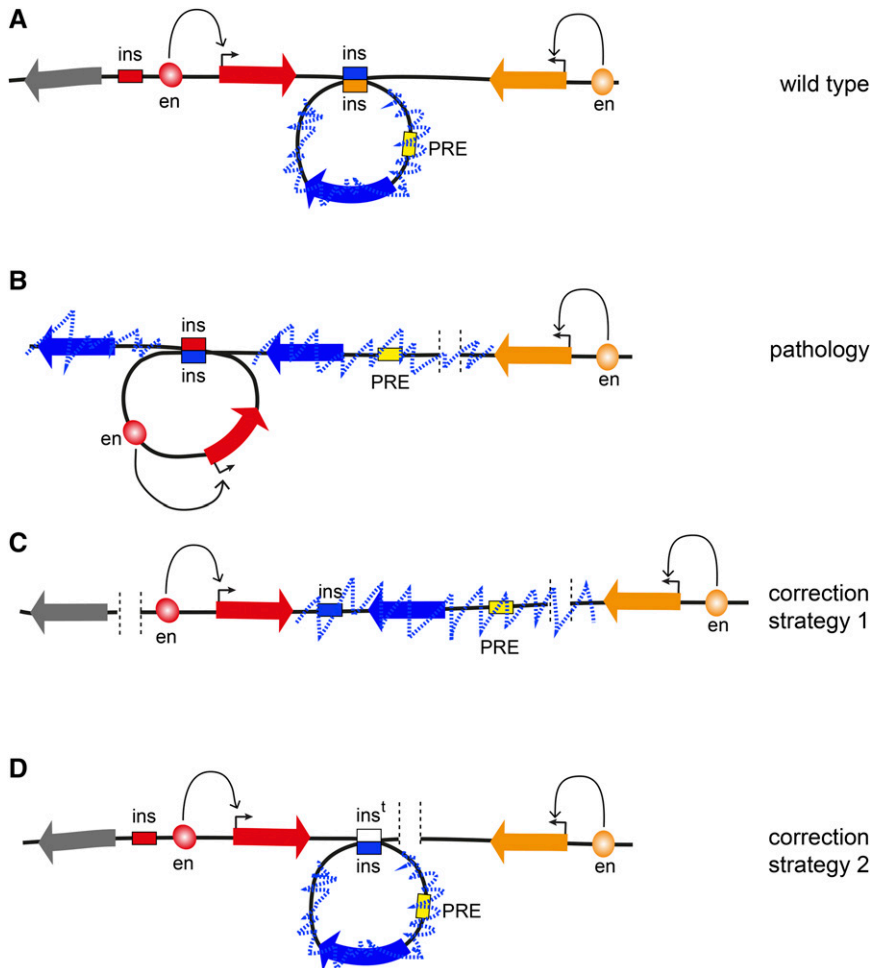 A
ins
en
ins
ins
PRE
en
wild type
B
ins
ins
en
PRE
en
pathology
C
en
ins
PRE
en
correction
strategy 1
D
ins
en
ins^t
ins
PRE
en
correction
strategy 2